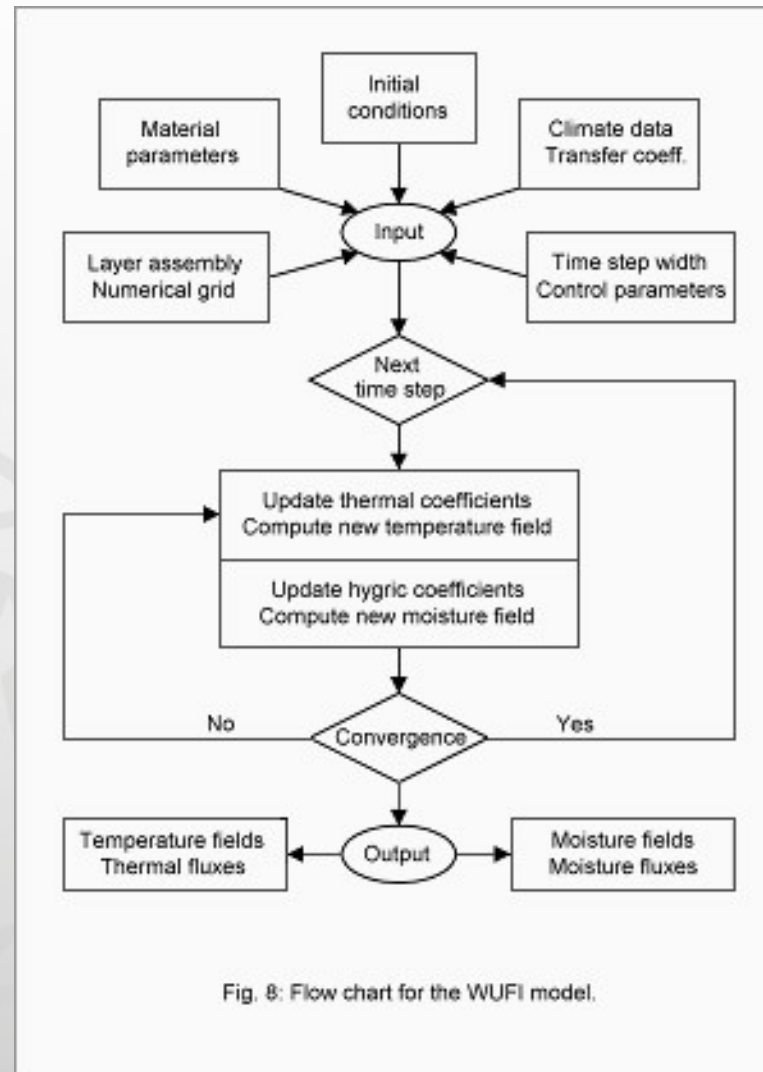 Initial
conditions
Material
parameters
Climate data
Transfer coeff.
Input
Layer assembly
Numerical grid
Time step width
Control parameters
Next
time step
Update thermal coefficients
Compute new temperature field
Update hygric coefficients
Compute new moisture field
No
Convergence
Yes
Temperature fields
Thermal fluxes
Output
Moisture fields
Moisture fluxes
Fig. 8: Flow chart for the WUFI model.